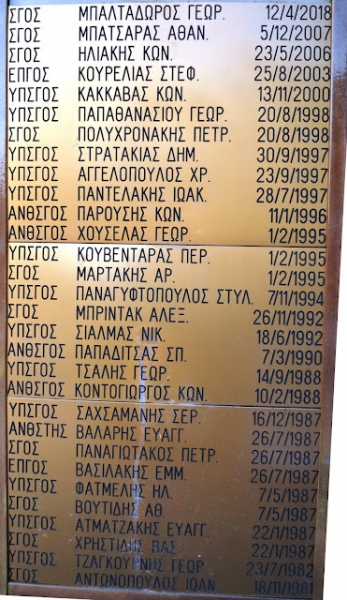 ΣΓΟΣ ΜΠΑΛΤΑΔΩΡΟΣ ΓΕΩΡ. 12/4/2018
ΣΓΟΣ ΜΠΑΤΣΑΡΑΣ ΑΘΑΝ. 5/12/2007
ΣΓΟΣ ΗΛΙΑΚΗΣ ΚΩΝ. 23/5/2006
ΕΠΓΟΣ ΚΟΥΡΕΛΙΑΣ ΣΤΕΦ. 25/8/2003
ΥΠΣΓΟΣ ΚΑΚΚΑΒΑΣ ΚΩΝ. 13/11/2000
ΥΠΣΓΟΣ ΠΑΠΑΘΑΝΑΣΙΟΥ ΓΕΩΡ. 20/8/1998
ΣΓΟΣ ΠΟΛΥΧΡΟΝΑΚΗΣ ΠΕΤΡ. 20/8/1998
ΥΠΣΓΟΣ ΣΤΡΑΤΑΚΙΑΣ ΔΗΜ. 30/9/1997
ΥΠΣΓΟΣ ΑΓΓΕΛΟΠΟΥΛΟΣ ΧΡ. 23/9/1997
ΥΠΣΓΟΣ ΠΑΝΤΕΛΑΚΗΣ ΙΩΑΚ. 28/7/1997
ΑΝΘΣΓΟΣ ΠΑΡΟΥΣΗΣ ΚΩΝ. 11/1/1996
ΑΝΘΣΓΟΣ ΧΟΥΣΕΛΑΣ ΓΕΩΡ. 1/2/1995
ΥΠΣΓΟΣ ΚΟΥΒΕΝΤΑΡΑΣ ΠΕΡ. 1/2/1995
ΣΓΟΣ ΜΑΡΤΑΚΗΣ ΑΡ. 1/2/1995
ΥΠΣΓΟΣ ΠΑΝΑΓΥΦΤΟΠΟΥΛΟΣ ΣΤΥΛ. 7/11/1994
ΣΓΟΣ ΜΠΡΙΝΤΑΚ ΑΛΕΞ. 26/11/1992
ΥΠΣΓΟΣ ΣΙΑΛΜΑΣ ΝΙΚ. 18/6/1992
ΑΝΘΣΓΟΣ ΠΑΠΑΔΙΤΣΑΣ ΣΠ. 7/3/1990
ΥΠΣΓΟΣ ΤΣΑΛΗΣ ΓΕΩΡ. 14/9/1988
ΑΝΘΣΓΟΣ ΚΟΝΤΟΓΙΩΡΓΟΣ ΚΩΝ. 10/2/1988
ΥΠΣΓΟΣ ΣΑΧΣΑΜΑΝΗΣ ΣΕΡ. 16/12/1987
ΑΝΘΣΤΗΣ ΒΑΛΑΡΗΣ ΕΥΑΓΓ. 26/7/1987
ΣΓΟΣ ΠΑΝΑΓΙΩΤΑΚΟΣ ΠΕΤΡ. 26/7/1987
ΕΠΓΟΣ ΒΑΣΙΛΑΚΗΣ ΕΜΜ. 26/7/1987
ΥΠΣΓΟΣ ΦΑΤΜΕΛΗΣ ΗΛ. 7/5/1987
ΣΓΟΣ ΒΟΥΤΙΔΗΣ ΑΘ 7/5/1987
ΥΠΣΓΟΣ ΑΤΜΑΤΖΑΚΗΣ ΕΥΑΓΓ. 22/1/1987
ΣΓΟΣ ΧΡΗΣΤΙΔΗΣ ΒΑΣ. 22/1/1987
ΥΠΣΓΟΣ ΤΖΑΓΚΟΥΡΝΗΣ ΓΕΩΡ 23/7/1982
ΣΓΟΣ ΑΝΤΩΝΟΠΟΥΛΟΣ ΙΩΑΝ. 18/11/1981